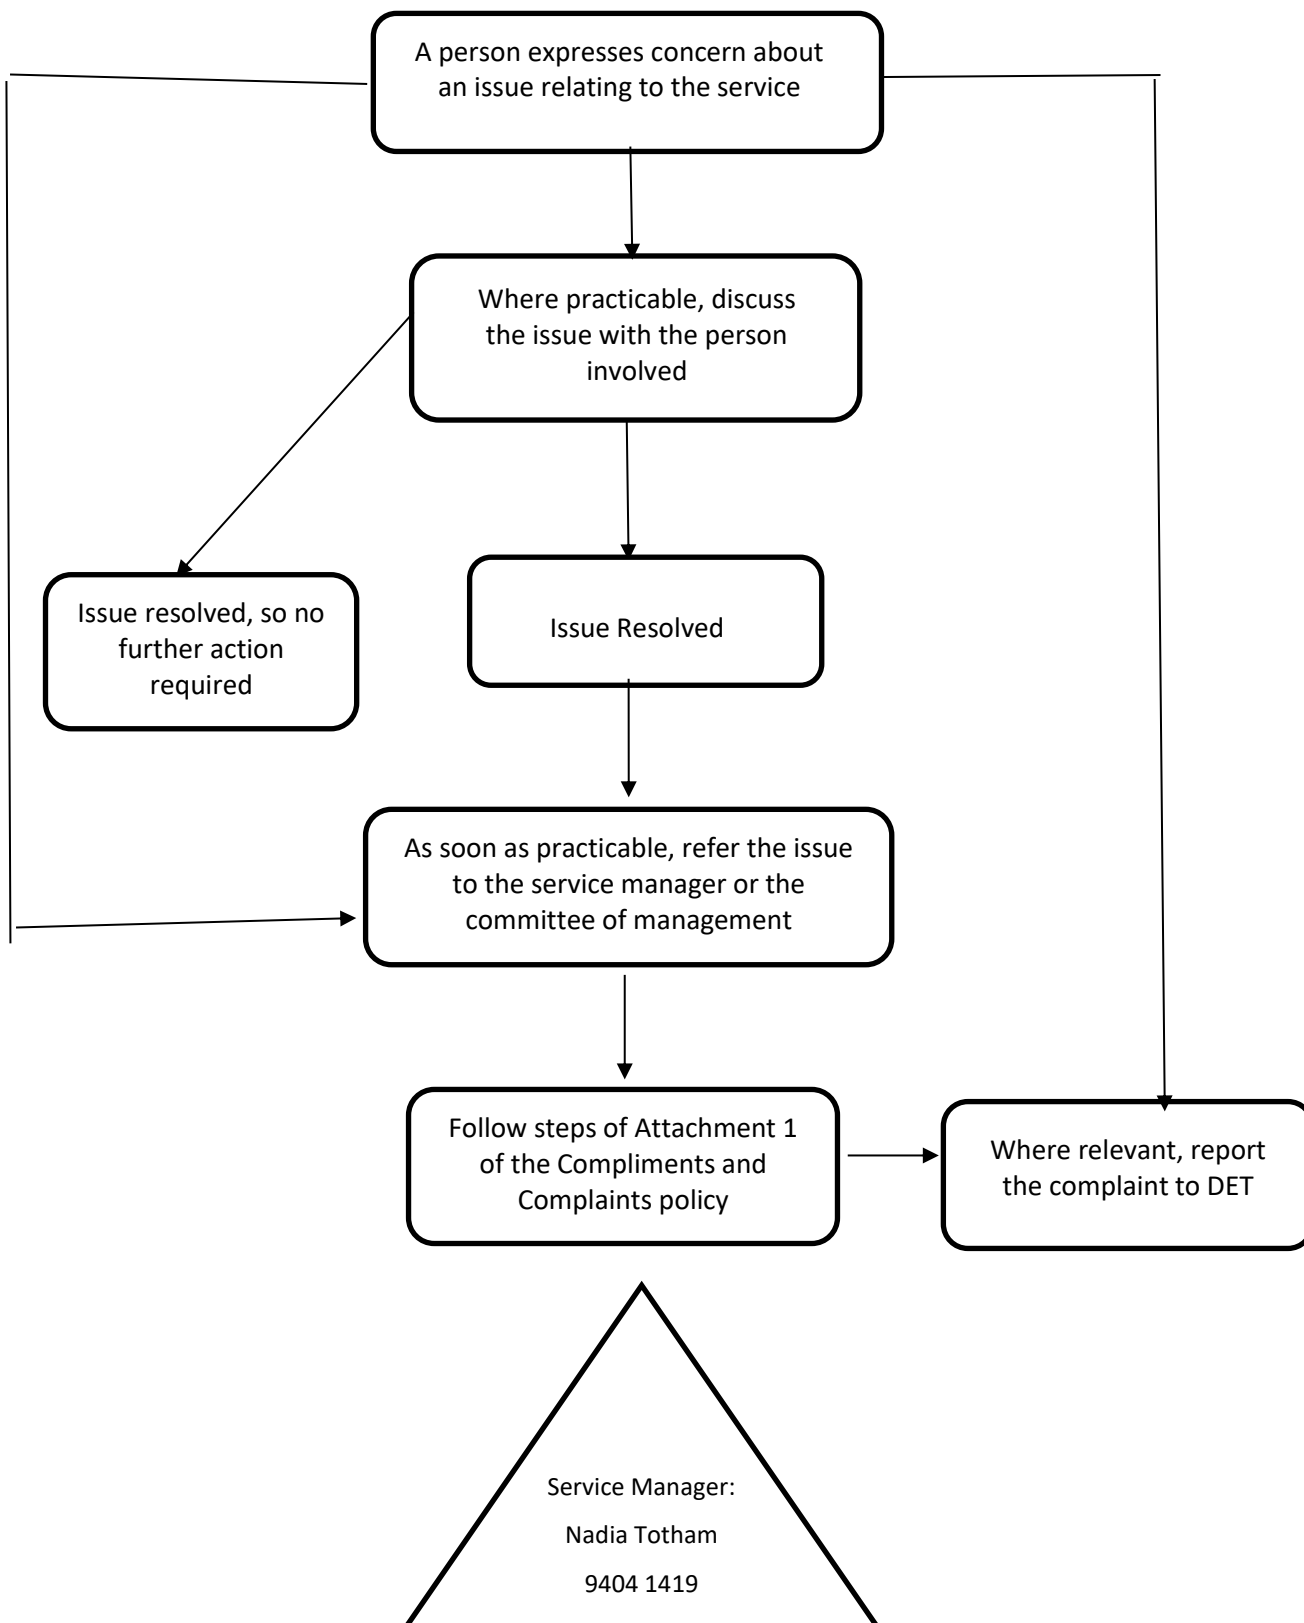 A person expresses concern about
an issue relating to the service
Where practicable, discuss
the issue with the person
involved
Issue resolved, so no
further action
required
Issue Resolved
As soon as practicable, refer the issue
to the service manager or the
committee of management
Follow steps of Attachment 1
of the Compliments and
Complaints policy
Where relevant, report
the complaint to DET
Service Manager:
Nadia Totham
9404 1419